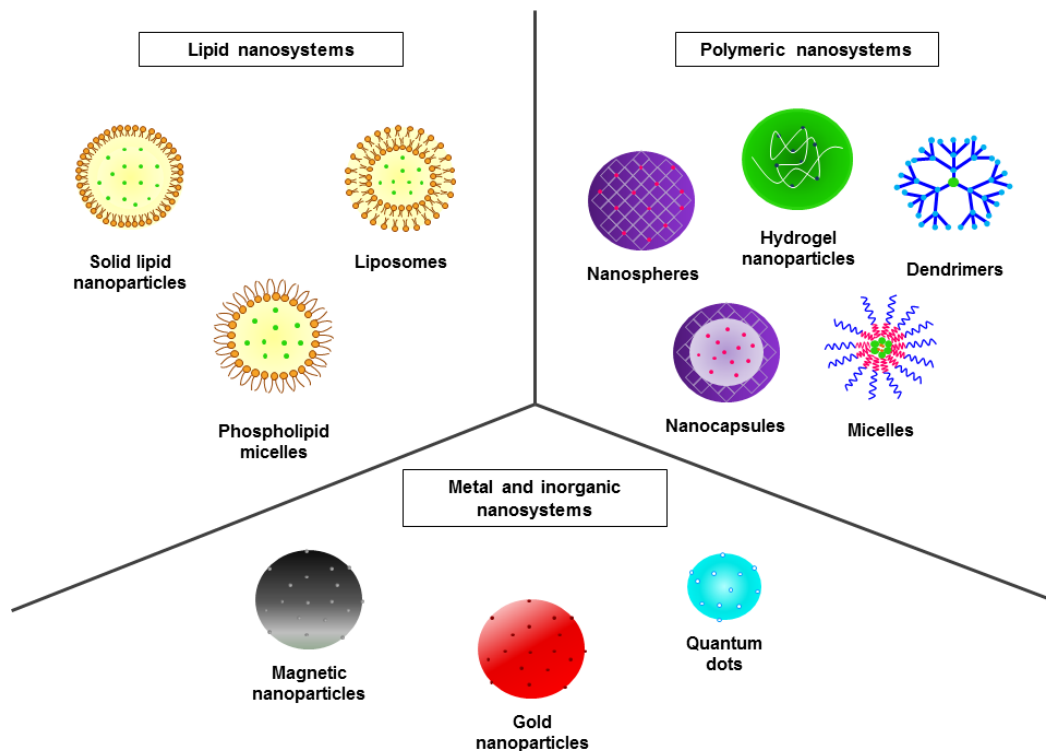 Lipid nanosystems
Polymeric nanosystems
Solid lipid
nanoparticles
Liposomes
Phospholipid
micelles
Nanospheres
Hydrogel
nanoparticles
Dendrimers
Nanocapsules
Micelles
Metal and inorganic
nanosystems
Magnetic
nanoparticles
Gold
nanoparticles
Quantum
dots